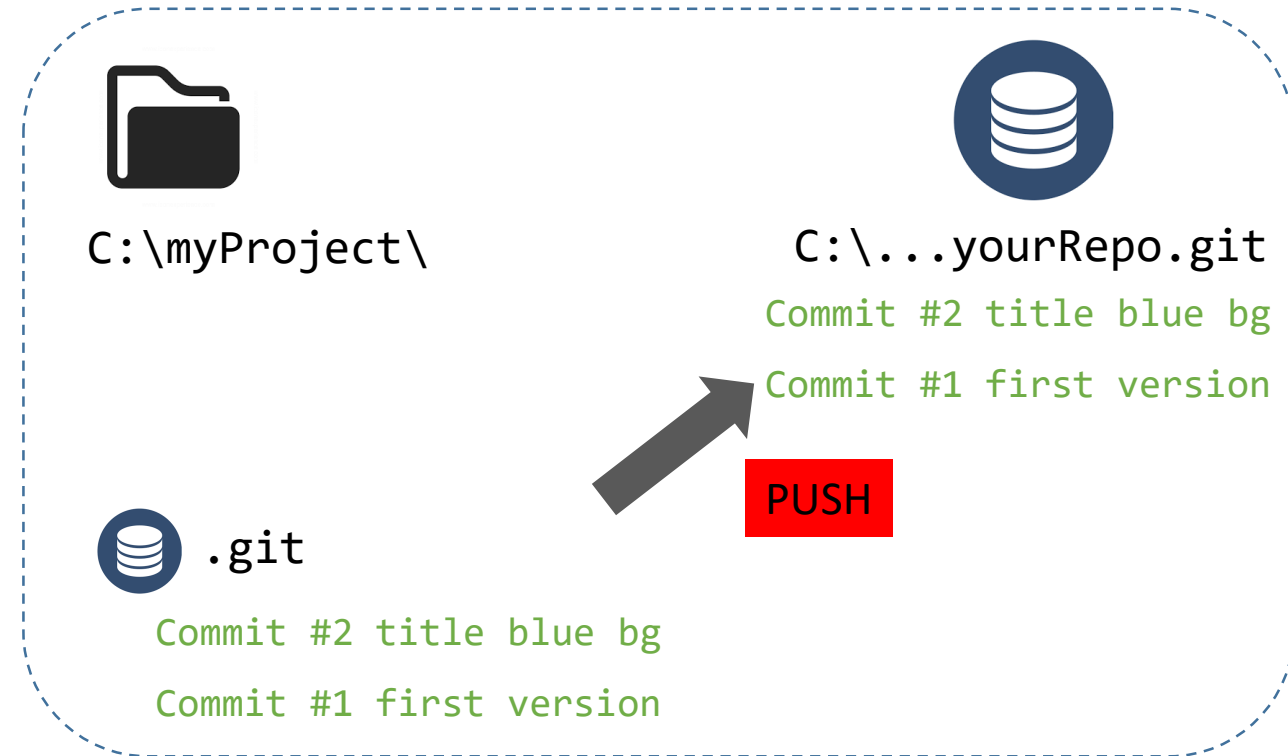 C:\myProject\
C:\...yourRepo.git
Commit #2 title blue bg
Commit #1 first version
PUSH
.git
Commit #2 title blue bg
Commit #1 first version